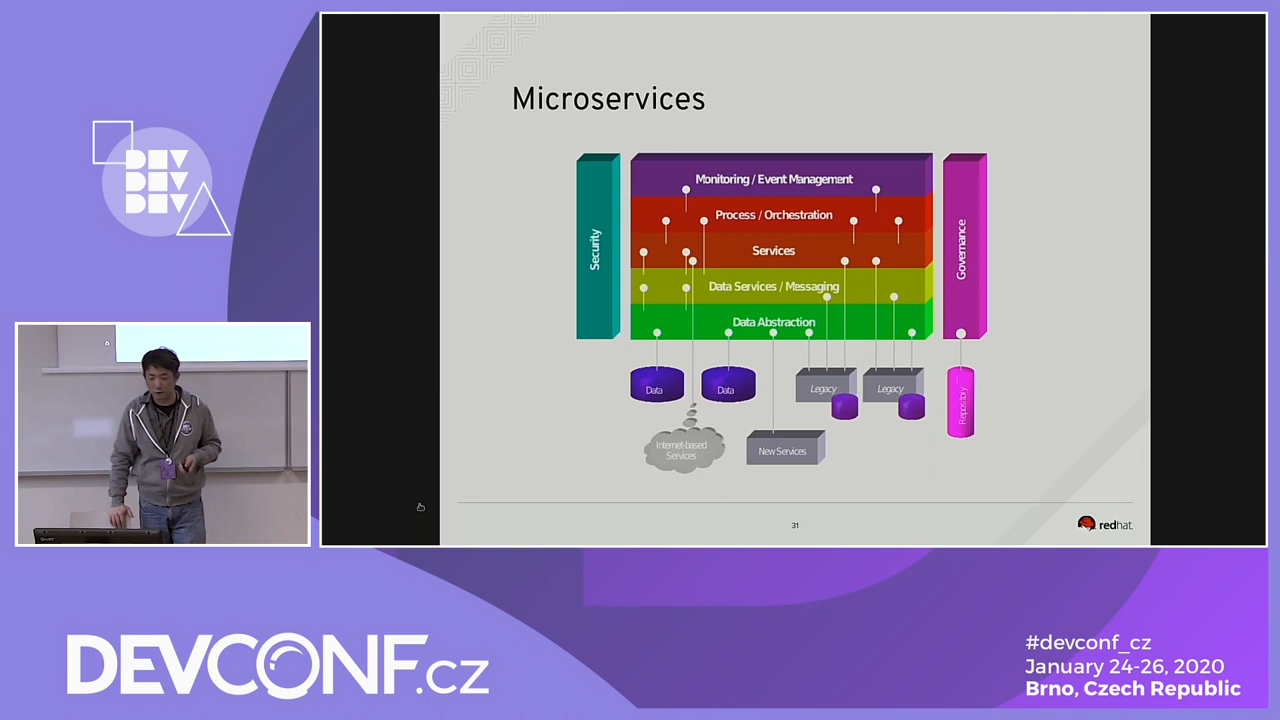 DEV
DEV
DEV
Microservices
Security
Monitoring / Event Management
Process / Orchestration
Services
Data Services / Messaging
Data Abstraction
Governance
Data
Data
Legacy
Legacy
Repository
Internet-based
Services
New Services
31
redhat.
DEVCONF.cz
#devconf_cz
January 24-26, 2020
Brno, Czech Republic